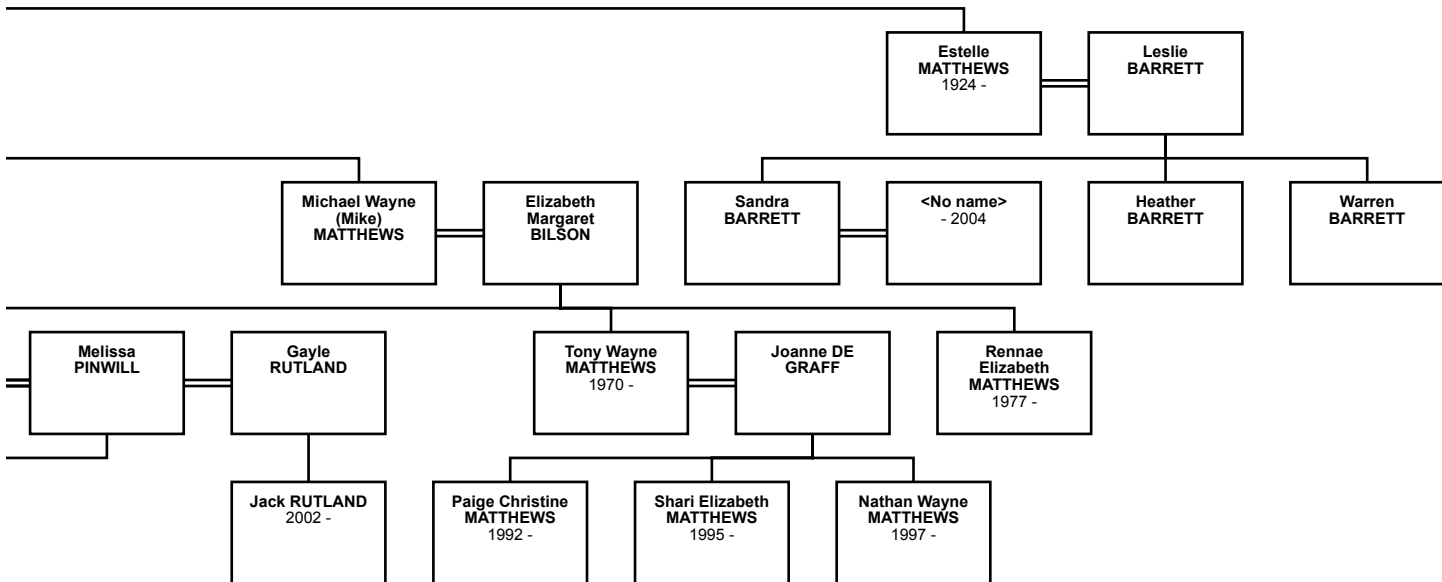 Estelle
MATTHEWS
1924 -
Leslie
BARRETT
Michael Wayne
(Mike)
MATTHEWS
Elizabeth
Margaret
BILSON
Sandra
BARRETT
<No name>
- 2004
Heather
BARRETT
Warren
BARRETT
Melissa
PINWILL
Gayle
RUTLAND
Tony Wayne
MATTHEWS
1970 -
Joanne DE
GRAFF
Rennae
Elizabeth
MATTHEWS
1977 -
Jack RUTLAND
2002 -
Paige Christine
MATTHEWS
1992 -
Shari Elizabeth
MATTHEWS
1995 -
Nathan Wayne
MATTHEWS
1997 -